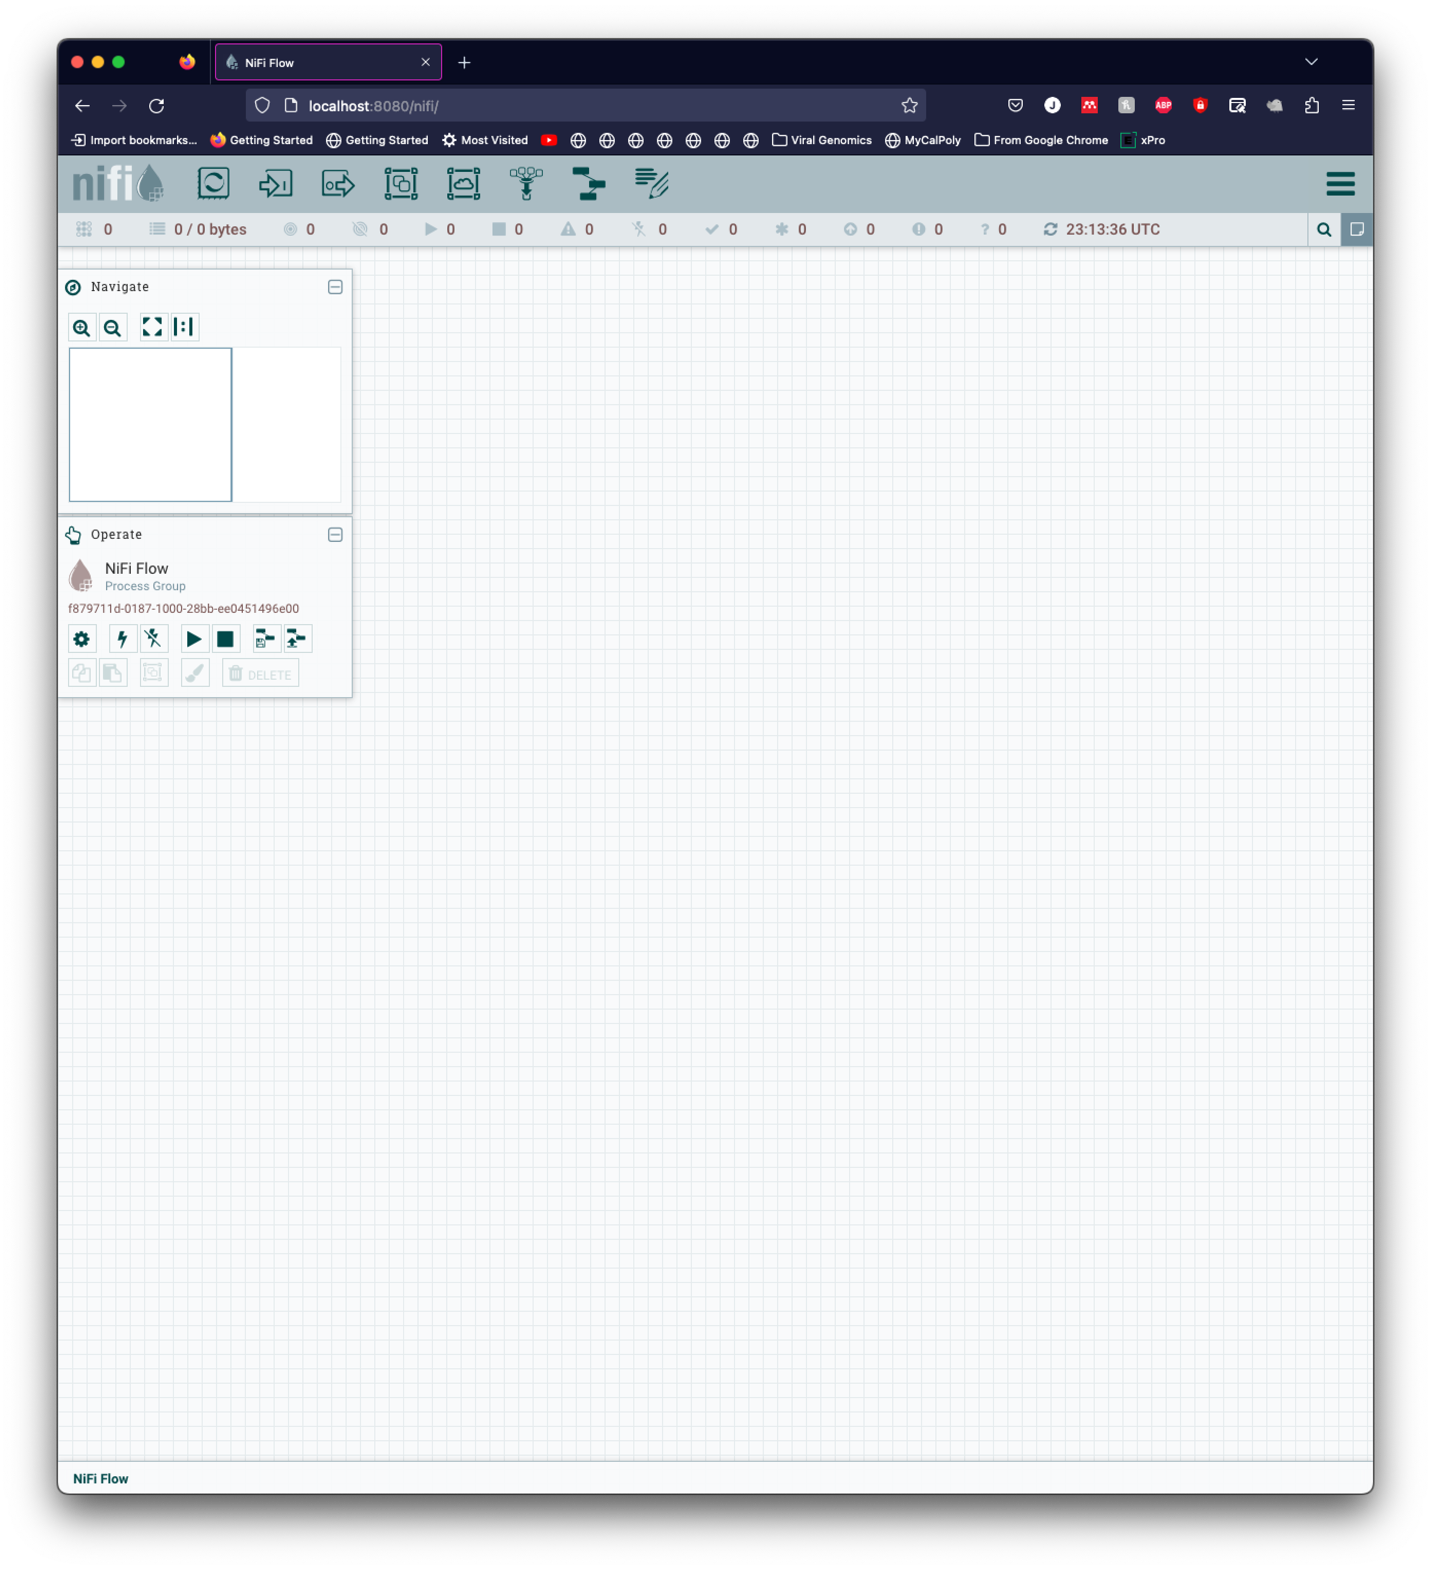 NiFi Flow
localhost:8080/nifi/
J
ABP
Import bookmarks... Getting Started Getting Started Most Visited Viral Genomics MyCalPoly From Google Chrome xPro
nifi
0 0 / 0 bytes 0 0 0 0 0 0 0 0 0 0 ? 0 23:13:36 UTC
Navigate
Operate
NiFi Flow
Process Group
f879711d-0187-1000-28bb-ee0451496e00
DELETE
NiFi Flow